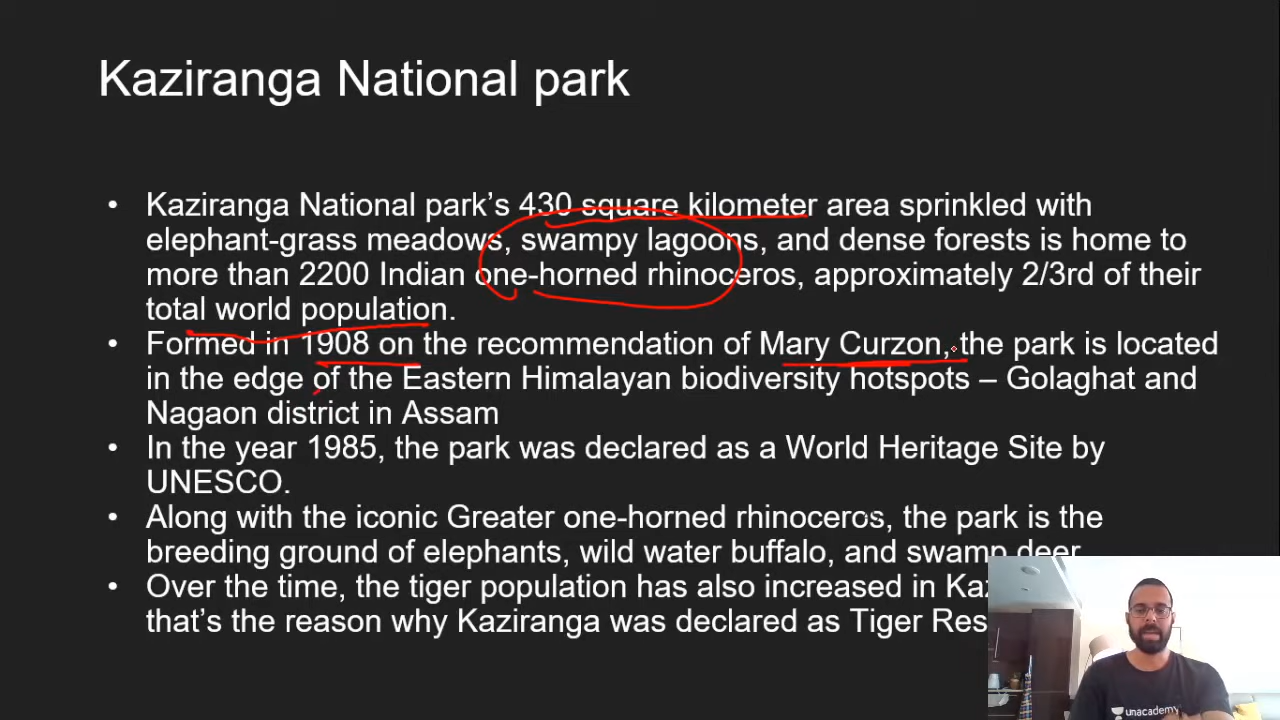 Kaziranga National park
• Kaziranga National park’s 430 square kilometer area sprinkled with
elephant-grass meadows, swampy lagoons, and dense forests is home to
more than 2200 Indian one-horned rhinoceros, approximately 2/3rd of their
total world population.
• Formed in 1908 on the recommendation of Mary Curzon, the park is located
in the edge of the Eastern Himalayan biodiversity hotspots – Golaghat and
Nagaon district in Assam
• In the year 1985, the park was declared as a World Heritage Site by
UNESCO.
• Along with the iconic Greater one-horned rhinoceros, the park is the
breeding ground of elephants, wild water buffalo, and swamp deer
• Over the time, the tiger population has also increased in Kaz
that’s the reason why Kaziranga was declared as Tiger Res
unacademy